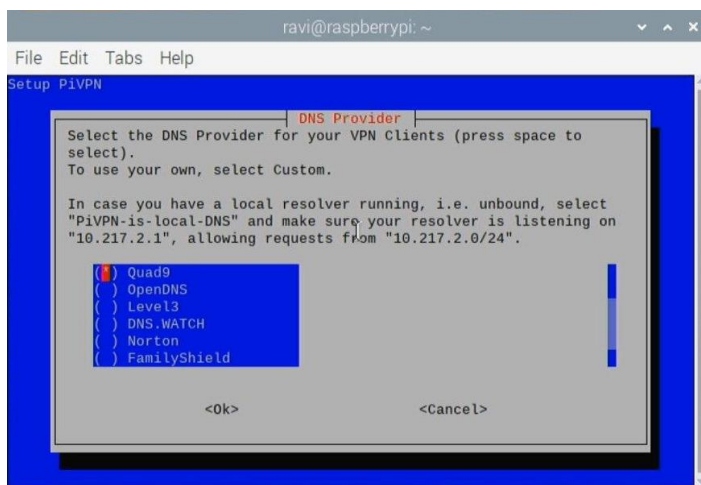 ravi@raspberrypi: ~
File Edit Tabs Help
Setup PiVPN
DNS Provider
Select the DNS Provider for your VPN Clients (press space to
select).
To use your own, select Custom.
In case you have a local resolver running, i.e. unbound, select
"PiVPN-is-local-DNS" and make sure your resolver is listening on
"10.217.2.1", allowing requests from "10.217.2.0/24".
(*) Quad9
( ) OpenDNS
( ) Level3
( ) DNS.WATCH
( ) Norton
( ) FamilyShield
<Ok> <Cancel>